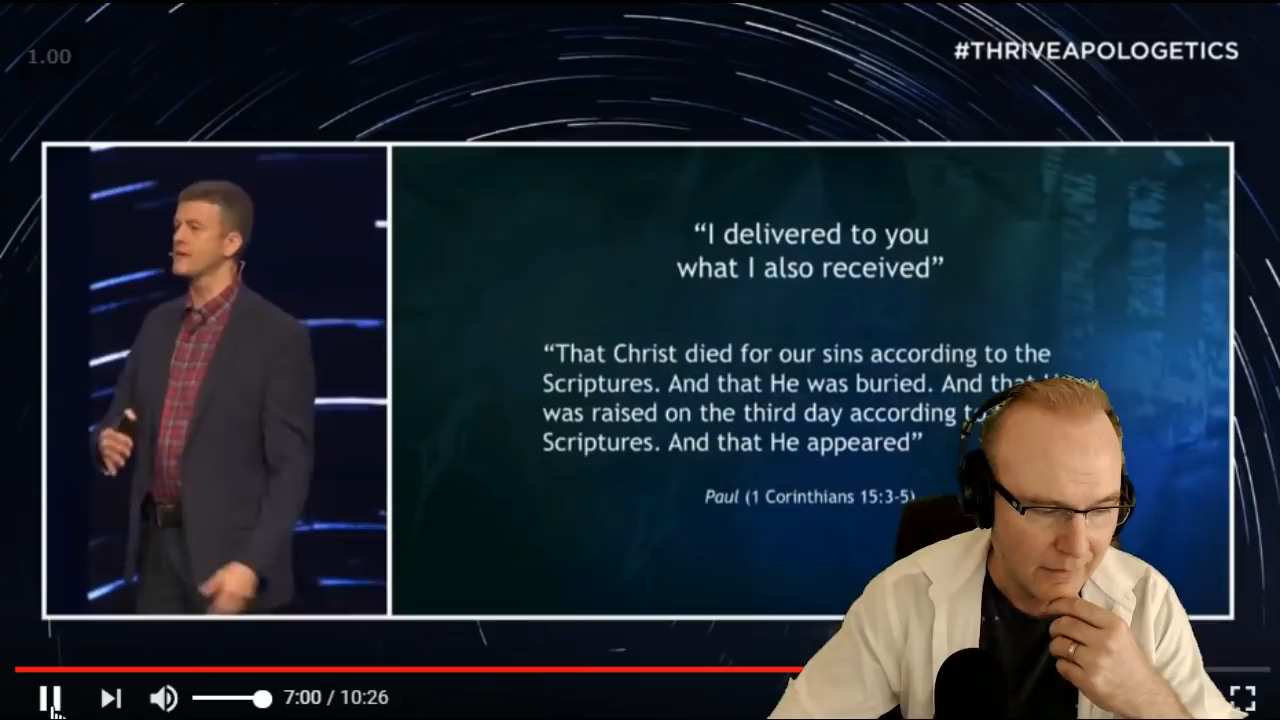 1.00
#THRIVEAPOLOGETICS
“I delivered to you
what I also received”
“That Christ died for our sins according to the
Scriptures. And that He was buried. And that
was raised on the third day according
Scriptures. And that He appeared”
Paul (1 Corinthians 15:3-5)
7:00 / 10:26